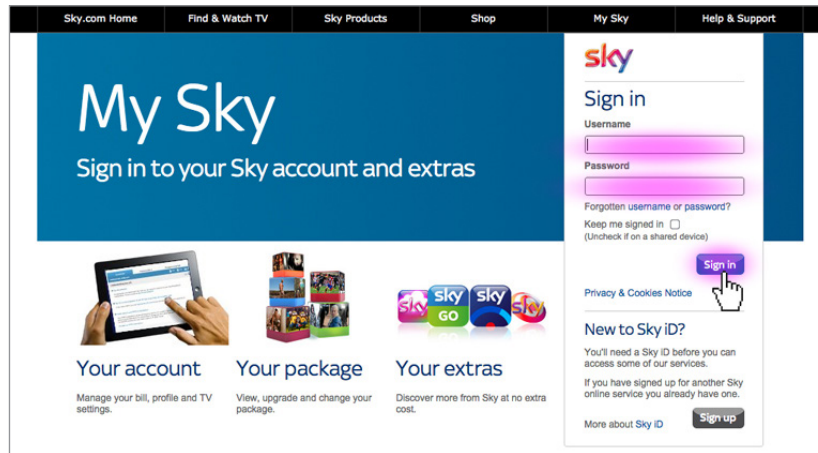 Sky.com Home Find & Watch TV Sky Products Shop My Sky Help & Support
My Sky
Sign in to your Sky account and extras
sky
Sign in
Username
Password
Forgotten username or password?
Keep me signed in
(Uncheck if on a shared device)
Sign in
Privacy & Cookies Notice
New to Sky iD?
You'll need a Sky iD before you can
access some of our
services.
If you have signed up for another Sky
online service you already have one.
More about Sky iD
Sign up
sky
sky
GO
sky
sky
Your account
Manage your bill, profile and TV
settings.
Your package
View, upgrade and change your
package.
Your extras
Discover more from Sky at no extra
cost.